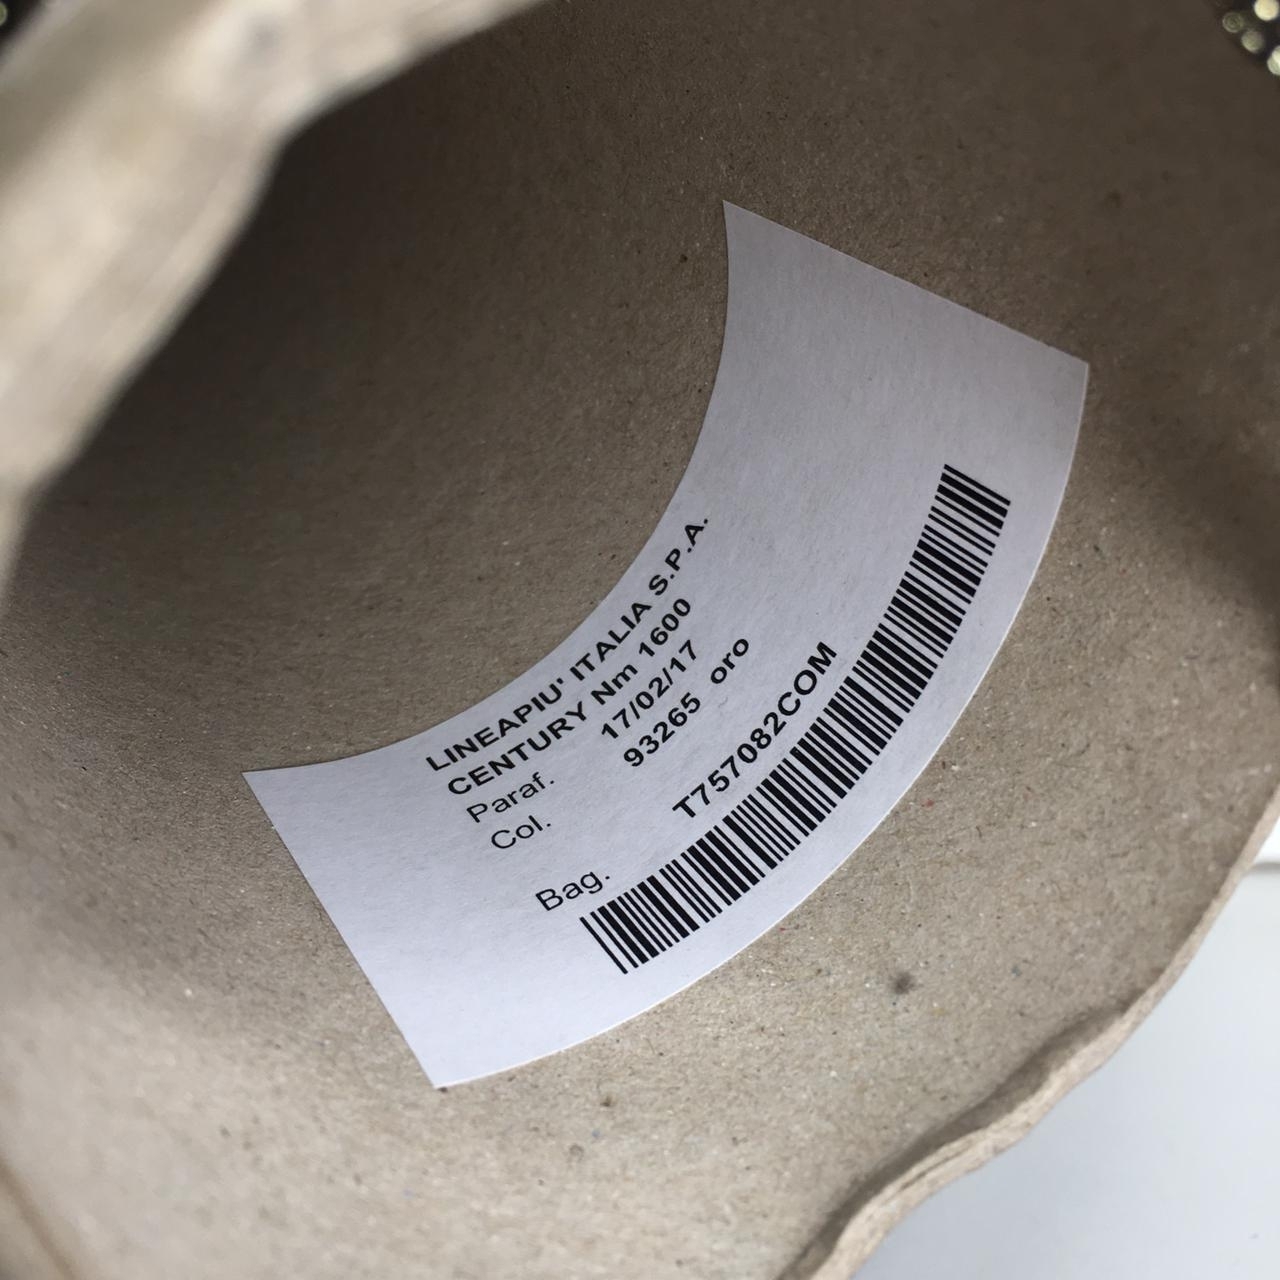 LINEAPIU' ITALIA S.P.A.
CENTURY Nm 1600
Paraf. 17/02/17
Col. 93265 oro
Bag. T757082COM